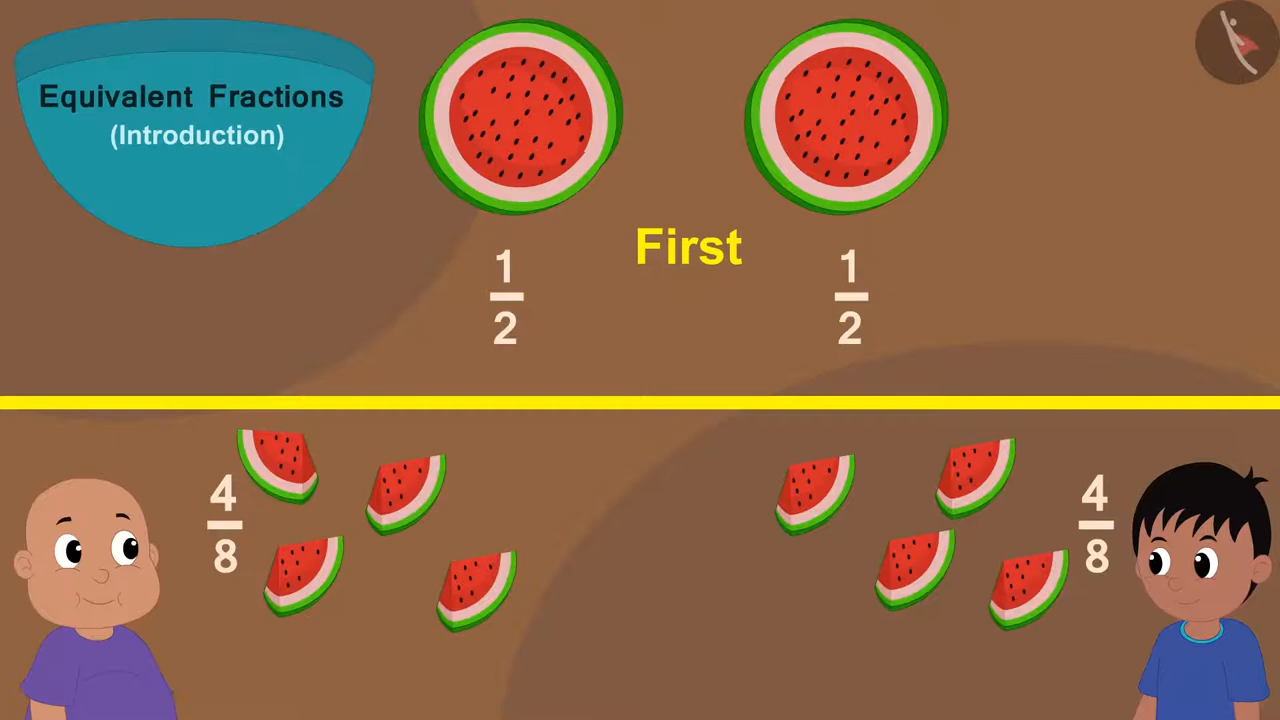 Equivalent Fractions
(Introduction)
First
1/2
1/2
4/8
4/8